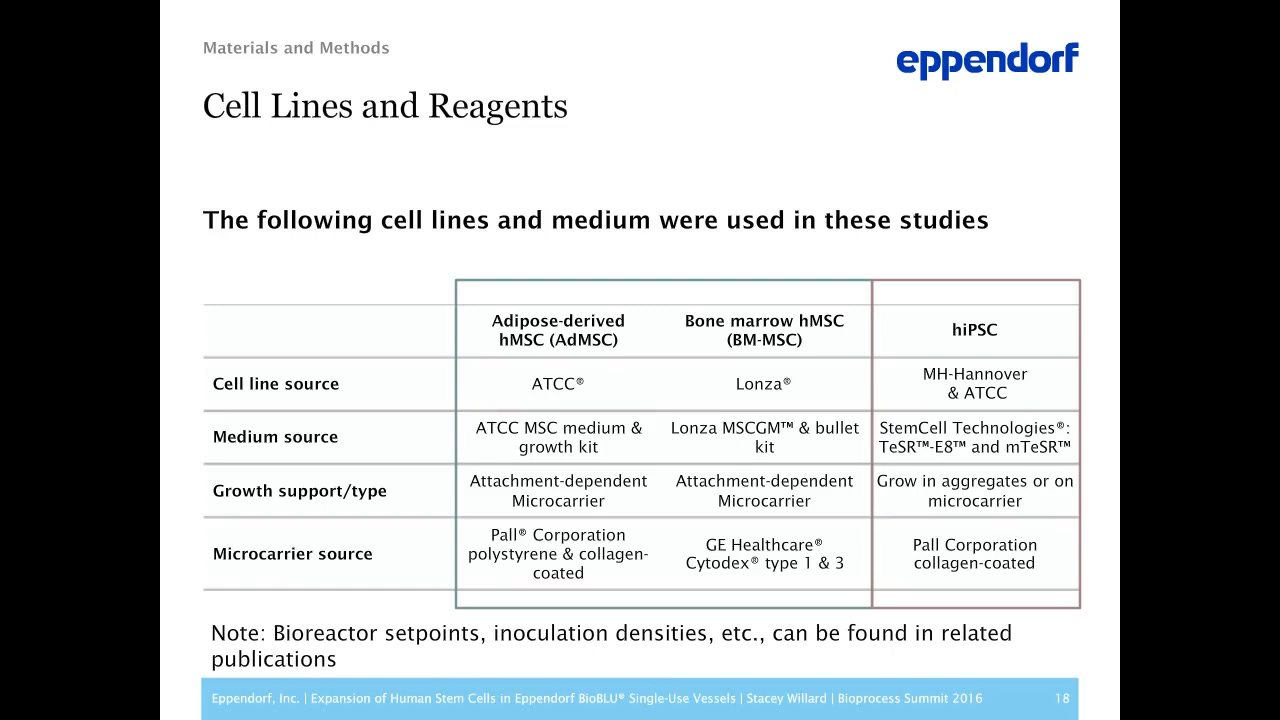 Materials and Methods
eppendorf
Cell Lines and Reagents
The following cell lines and medium were used in these studies
Adipose-derived
hMSC (AdMSC)
Bone marrow hMSC
(BM-MSC)
hiPSC
Cell line source
ATCC®
Lonza®
MH-Hannover
& ATCC
Medium source
ATCC MSC medium &
growth kit
Lonza MSCGM™ & bullet
kit
StemCell Technologies®:
TeSR™-E8™ and mTeSR™
Growth support/type
Attachment-dependent
Microcarrier
Attachment-dependent
Microcarrier
Grow in aggregates or on
microcarrier
Microcarrier source
Pall® Corporation
polystyrene & collagen-
coated
GE Healthcare®
Cytodex® type 1 & 3
Pall Corporation
collagen-coated
Note: Bioreactor setpoints, inoculation densities, etc., can be found in related
publications
Eppendorf, Inc. | Expansion of Human Stem Cells in Eppendorf BioBLU® Single-Use Vessels | Stacey Willard | Bioprocess Summit 2016
18